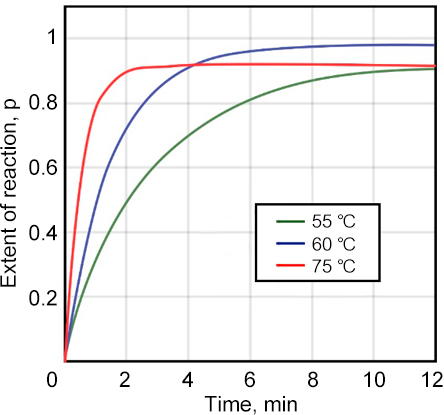 Extent of reaction, p
1
0.8
0.6
0.4
0.2
55 °C
60 °C
75 °C
0 2 4 6 8 10 12
Time, min